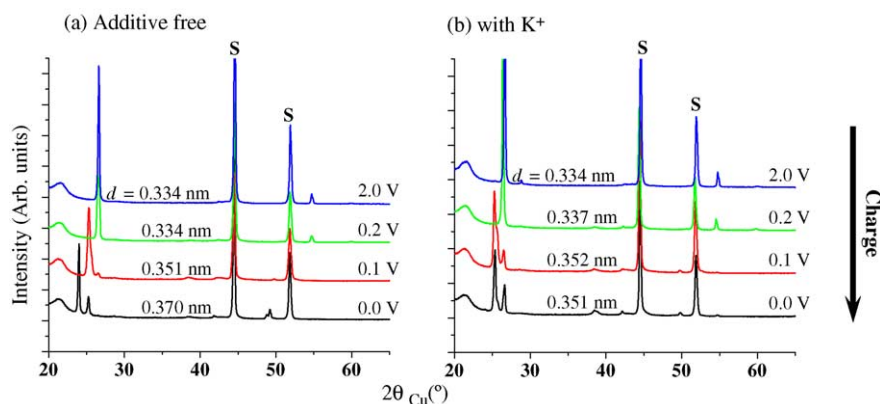 (a) Additive free
(b) with K⁺
Intensity (Arb. units)
S
S
d = 0.334 nm
2.0 V
0.334 nm
0.2 V
0.351 nm
0.1 V
0.370 nm
0.0 V
20 30 40 50 60
S
S
d = 0.334 nm
2.0 V
0.337 nm
0.2 V
0.352 nm
0.1 V
0.351 nm
0.0 V
20 30 40 50 60
Charge
2θ Cu(º)